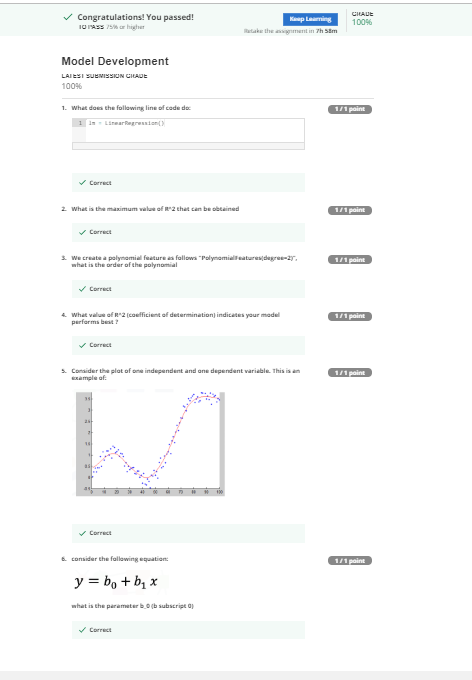 Congratulations! You passed!
TO PASS 75% or higher
Keep Learning
Retake the assignment in 7h 58m
GRADE
100%
Model Development
LATEST SUBMISSION GRADE
100%
1. What does the following line of code do:
1 / 1 point
1 lm = LinearRegression()
Correct
2. What is the maximum value of R^2 that can be obtained
1 / 1 point
Correct
3. We create a polynomial feature as follows "PolynomialFeatures(degree=2)",
what is the order of the polynomial
1 / 1 point
Correct
4. What value of R^2 (coefficient of determination) indicates your model
performs best ?
1 / 1 point
Correct
5. Consider the plot of one independent and one dependent variable. This is an
example of:
1 / 1 point
3.5
3
2.5
2
1.5
1
0.5
0
0 10 20 30 40 50 60 70 80 90 100
Correct
6. consider the following equation:
1 / 1 point
y = b₀ + b₁ x
what is the parameter b_0 (b subscript 0)
Correct